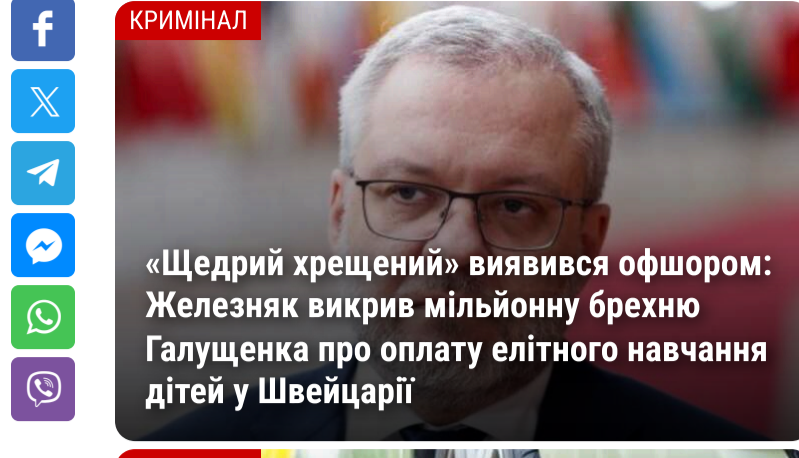 КРИМІНАЛ
«Щедрий хрещений» виявився офшором:
Железняк викрив мільйонну брехню
Галущенка про оплату елітного навчання
дітей у Швейцарії